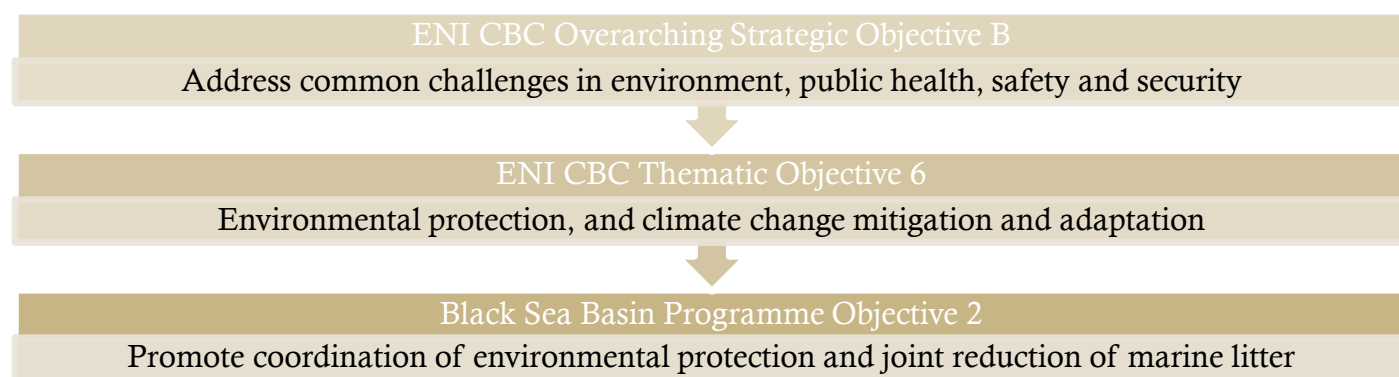 ENI CBC Overarching Strategic Objective B
Address common challenges in environment, public health, safety and security
ENI CBC Thematic Objective 6
Environmental protection, and climate change mitigation and adaptation
Black Sea Basin Programme Objective 2
Promote coordination of environmental protection and joint reduction of marine litter